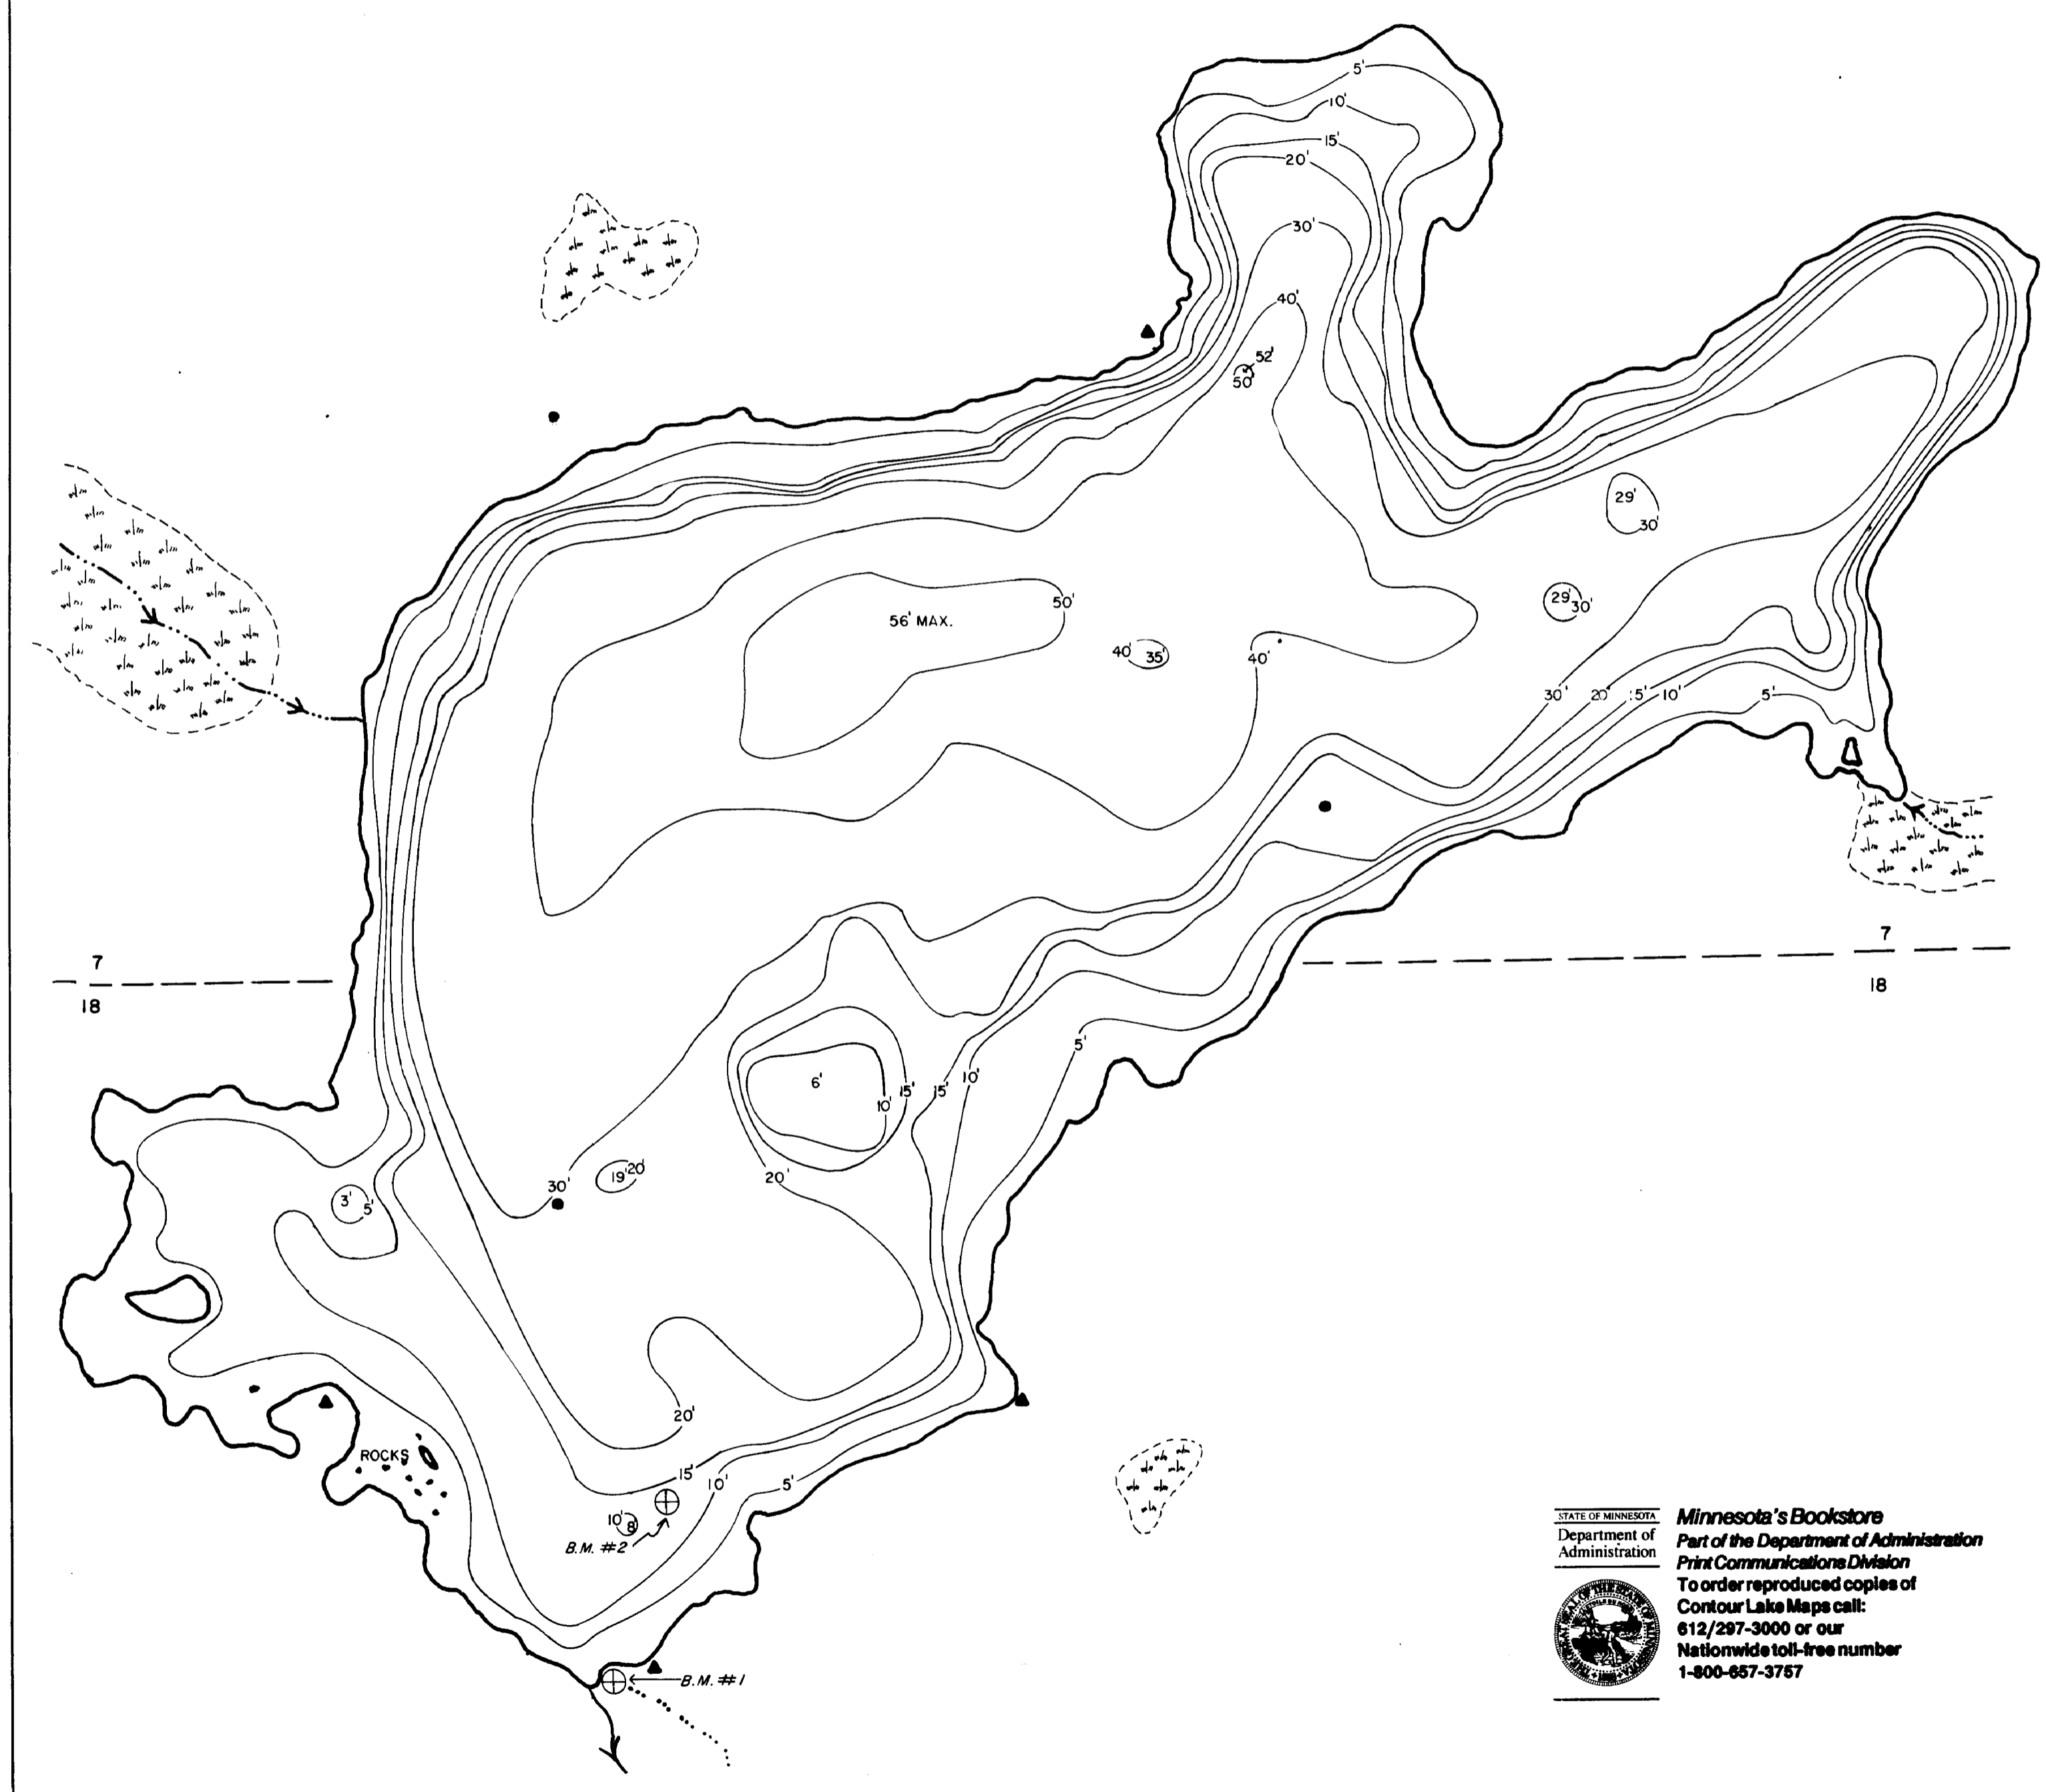 5'
10'
15'
20'
30'
40'
52'
50'
29'
30'
29'
30'
50'
56' MAX.
40' 35'
40'
30' 20' 15' 10' 5'
7
18
7
18
5'
6'
10'
15'
15'
10'
20'
30'
19' 20'
3' 5'
20'
ROCKS
15'
10'
5'
10' 8'
B.M. #2
B.M. #1
STATE OF MINNESOTA
Department of
Administration
Minnesota's Bookstore
Part of the Department of Administration
Print Communications Division
To order reproduced copies of
Contour Lake Maps call:
612/297-3000 or our
Nationwide toll-free number
1-800-657-3757